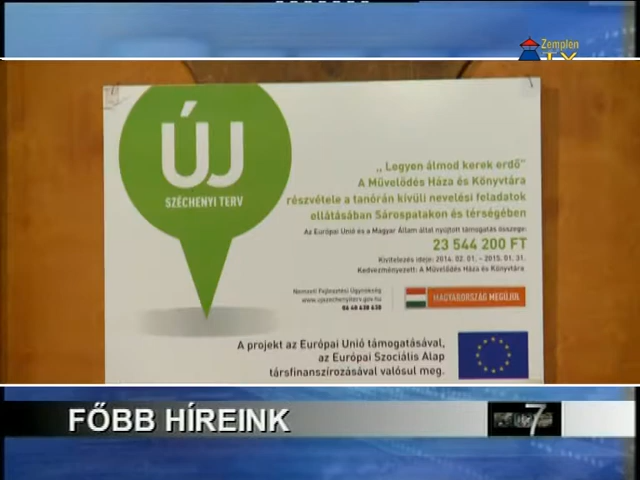 Zemplén
TV
ÚJ
SZÉCHENYI TERV
„Legyen álmod kerek erdő"
A Művelődés Háza és Könyvtára
részvétele a tanórán kívüli nevelési feladatok
ellátásában Sárospatakon és térségében
Az Európai Unió és a Magyar Állam által nyújtott támogatás összege:
23 544 200 FT
Kivitelezés ideje: 2014. 02. 01. - 2015. 01. 31.
Kedvezményezett: A Művelődés Háza és Könyvtára
Nemzeti Fejlesztési Ügynökség
www.ujszechenyiterv.gov.hu
06 40 638 638
MAGYARORSZÁG MEGÚJUL
A projekt az Európai Unió támogatásával,
az Európai Szociális Alap
társfinanszírozásával valósul meg.
FŐBB HÍREINK
7